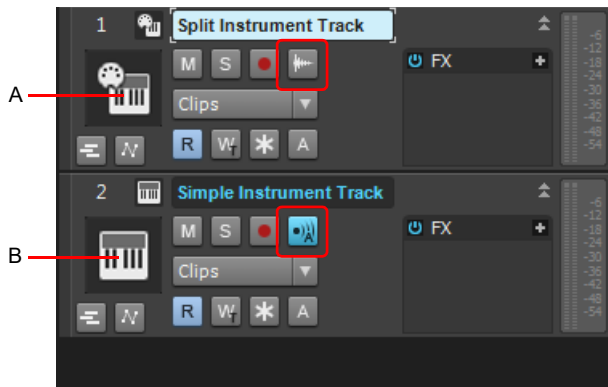 1 Split Instrument Track
A
M S FX +
Clips
R W T * A
-6
-12
-18
-24
-30
-36
-42
-48
-54
2 Simple Instrument Track
B
M S A FX +
Clips
R W T * A
-6
-12
-18
-24
-30
-36
-42
-48
-54